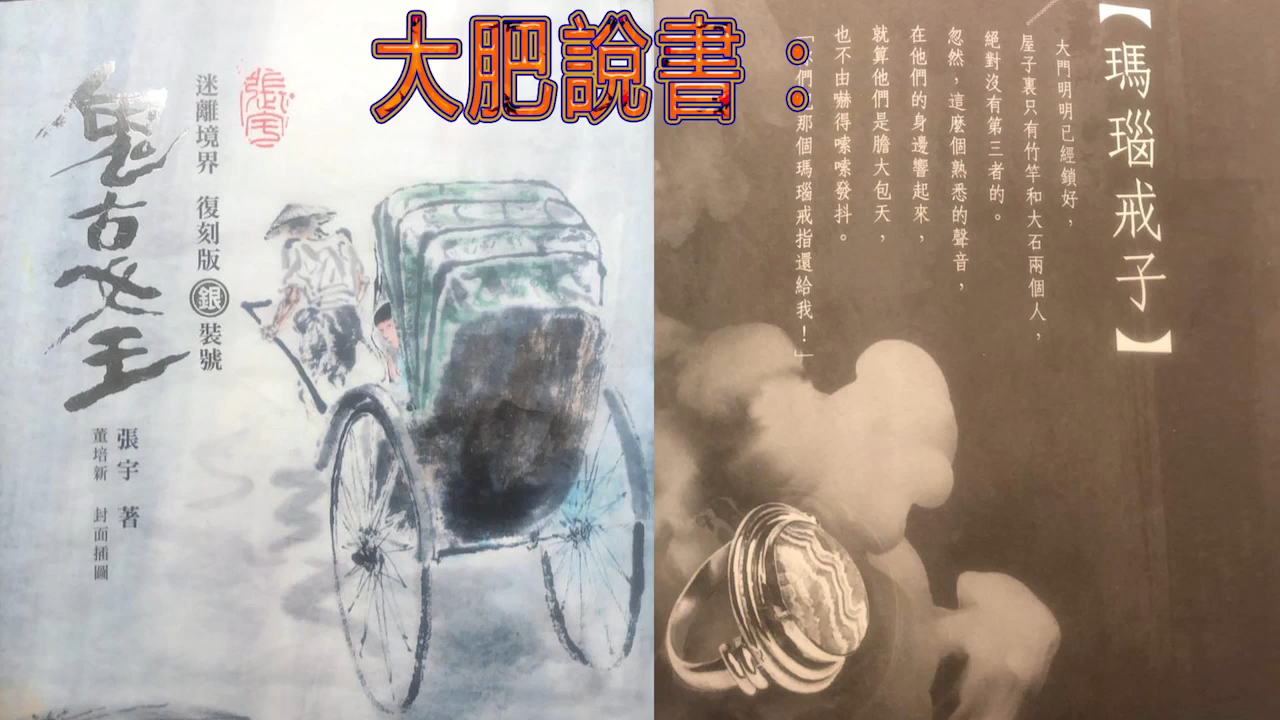 大肥說書：
鬼古王
迷離境界 復刻版 銀 裝號
張宇
張宇 著
董培新 封面插圖
【瑪瑙戒子】
大門明明已經鎖好，
屋子裏只有竹竿和大石兩個人，
絕對沒有第三者的。
忽然，這麼個熟悉的聲音，
在他們的身邊響起來，
就算他們是膽大包天，
也不由嚇得嗦嗦發抖。
「們那個瑪瑙戒指還給我！」